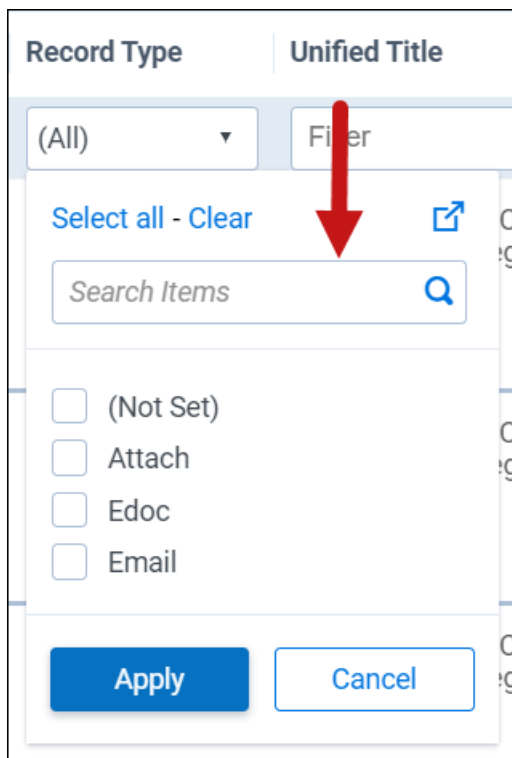 Record Type Unified Title
(All) Filter
Select all - Clear
Search Items
(Not Set)
Attach
Edoc
Email
Apply Cancel